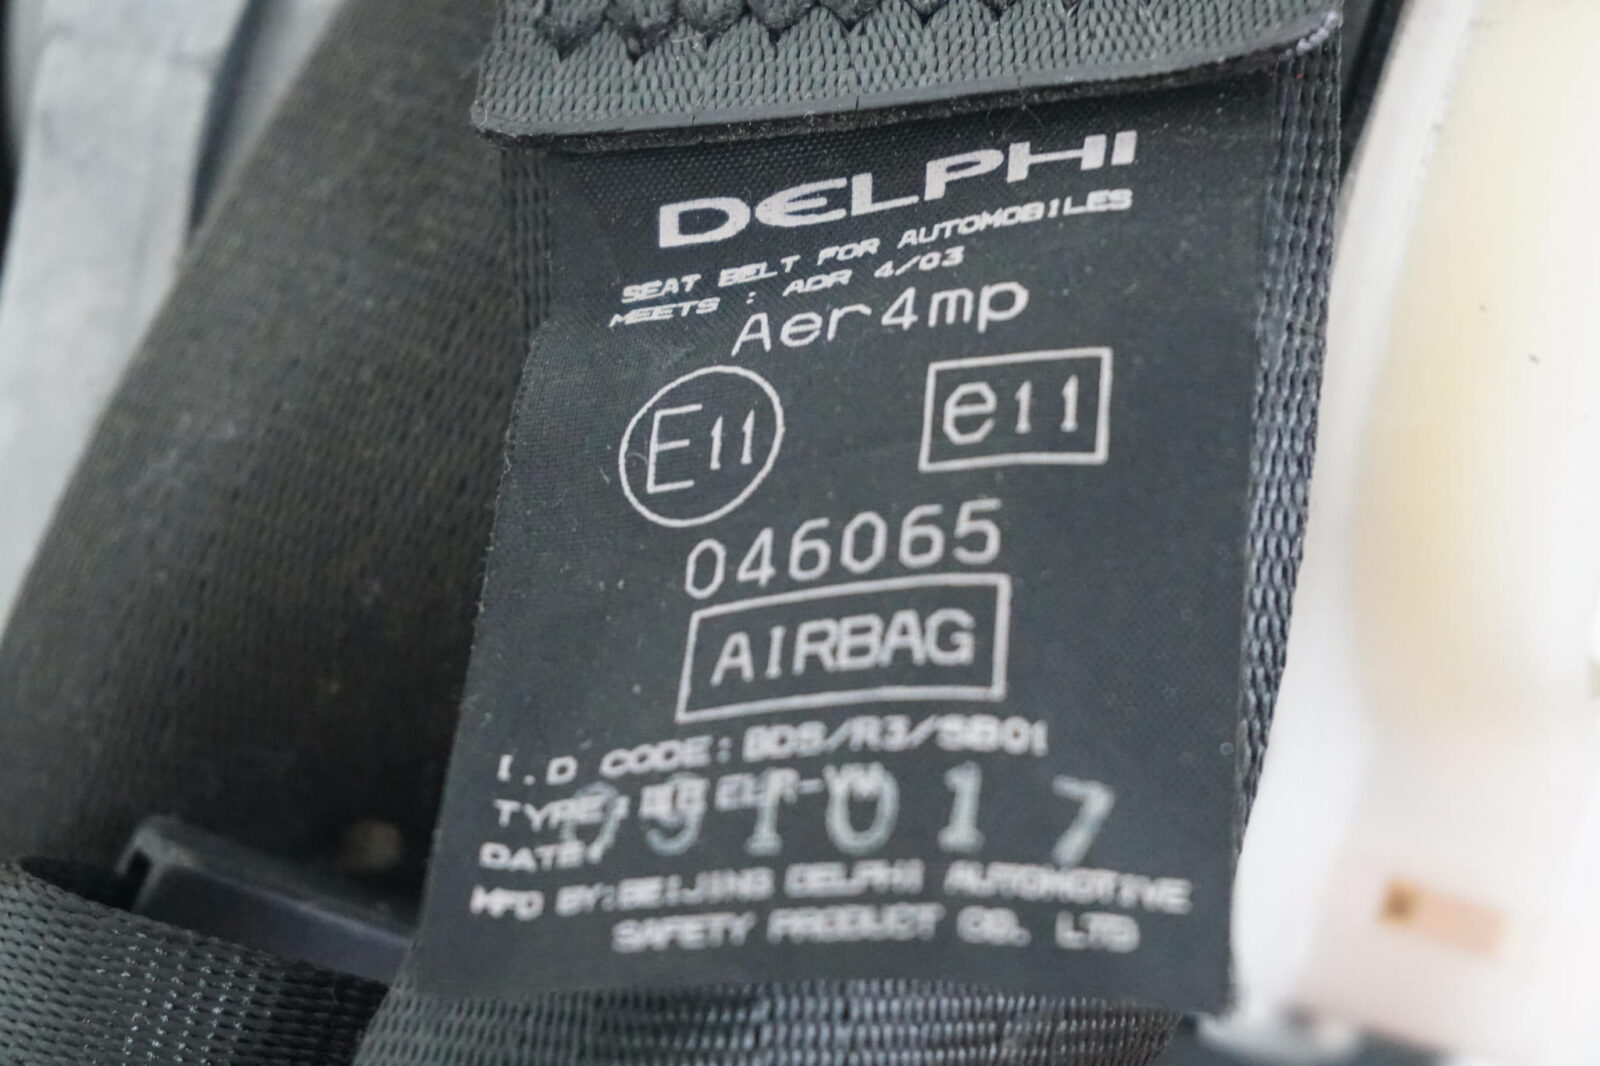 DELPHI
SEAT BELT FOR AUTOMOBILES
MEETS : ADR 4/03
Aer4mp
E11 e11
046065
AIRBAG
I.D CODE: BDS/R3/SB01
TYPE:
DATE: 091017
MFD BY: BEIJING DELPHI AUTOMOTIVE
SAFETY PRODUCT CO. LTD